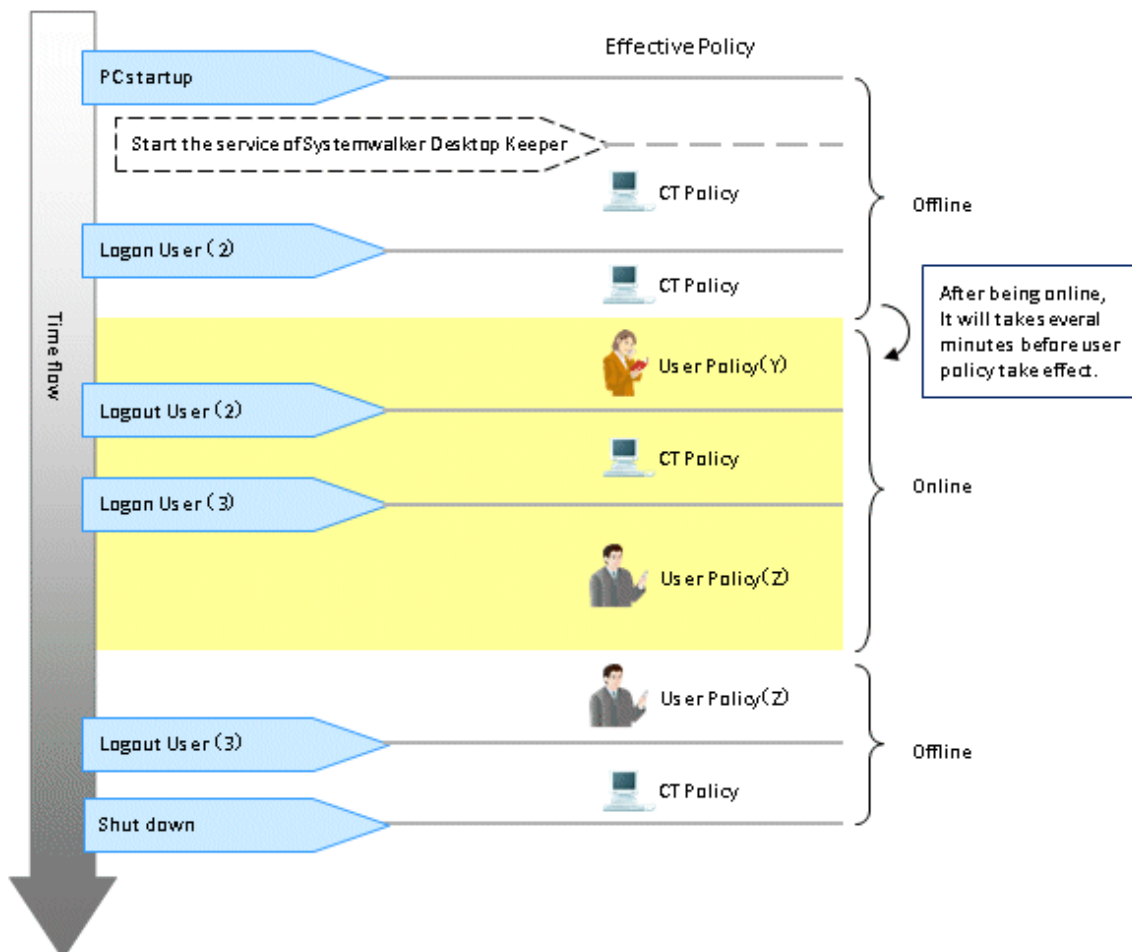 Effective Policy
PC startup
Start the service of Systemwalker Desktop Keeper
CT Policy
Offline
Logon User (2)
CT Policy
After being online,
It will takes several
minutes before user
policy take effect.
Time flow
User Policy(Y)
Logout User (2)
CT Policy
Online
Logon User (3)
User Policy(Z)
User Policy(Z)
Logout User (3)
Offline
CT Policy
Shut down